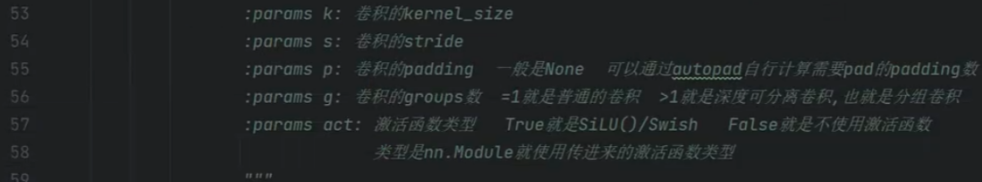 53 :params k: 卷积的kernel_size
54 :params s: 卷积的stride
55 :params p: 卷积的padding 一般是None 可以通过autopad自行计算需要pad的padding数
56 :params g: 卷积的groups数 =1就是普通的卷积 >1就是深度可分离卷积,也就是分组卷积
57 :params act: 激活函数类型 True就是SiLU()/Swish False就是不使用激活函数
58 类型是nn.Module就使用传进来的激活函数类型
59 """